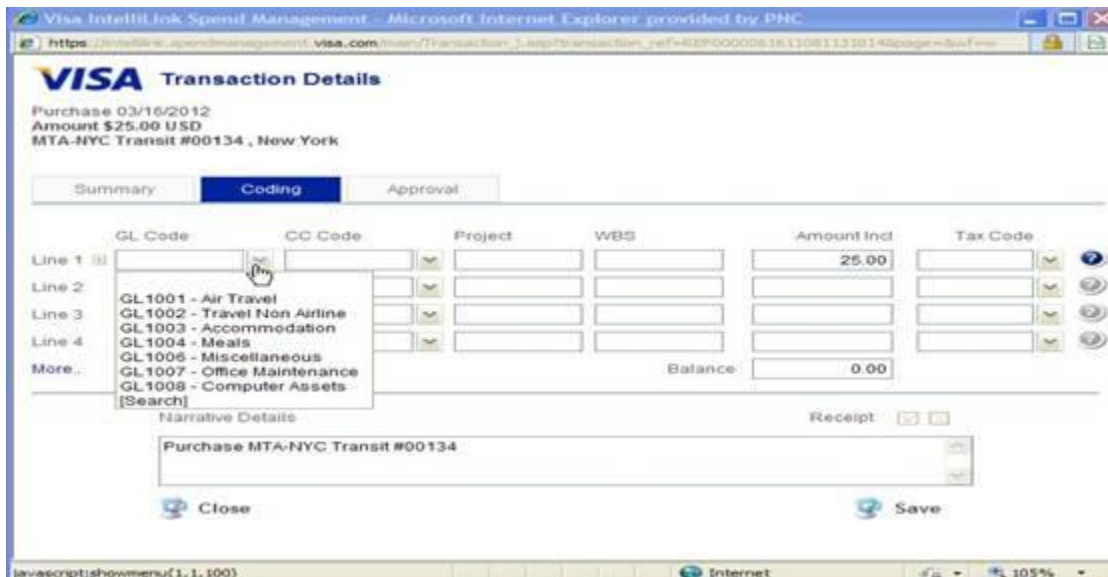 Visa IntelliLink Spend Management - Microsoft Internet Explorer provided by PNC
https visa.com
VISA Transaction Details
Purchase 03/16/2012
Amount $25.00 USD
MTA-NYC Transit #00134 , New York
Summary Coding Approval
GL Code CC Code Project WBS Amount Incl Tax Code
Line 1 25.00
Line 2
GL1001 - Air Travel
GL1002 - Travel Non Airline
Line 3
GL1003 - Accommodation
Line 4
GL1004 - Meals
GL1006 - Miscellaneous
More.. Balance 0.00
GL1007 - Office Maintenance
GL1008 - Computer Assets
[Search]
Narrative Details Receipt
Purchase MTA-NYC Transit #00134
Close Save
javascript:showmenu(1,1,100) Internet 105%